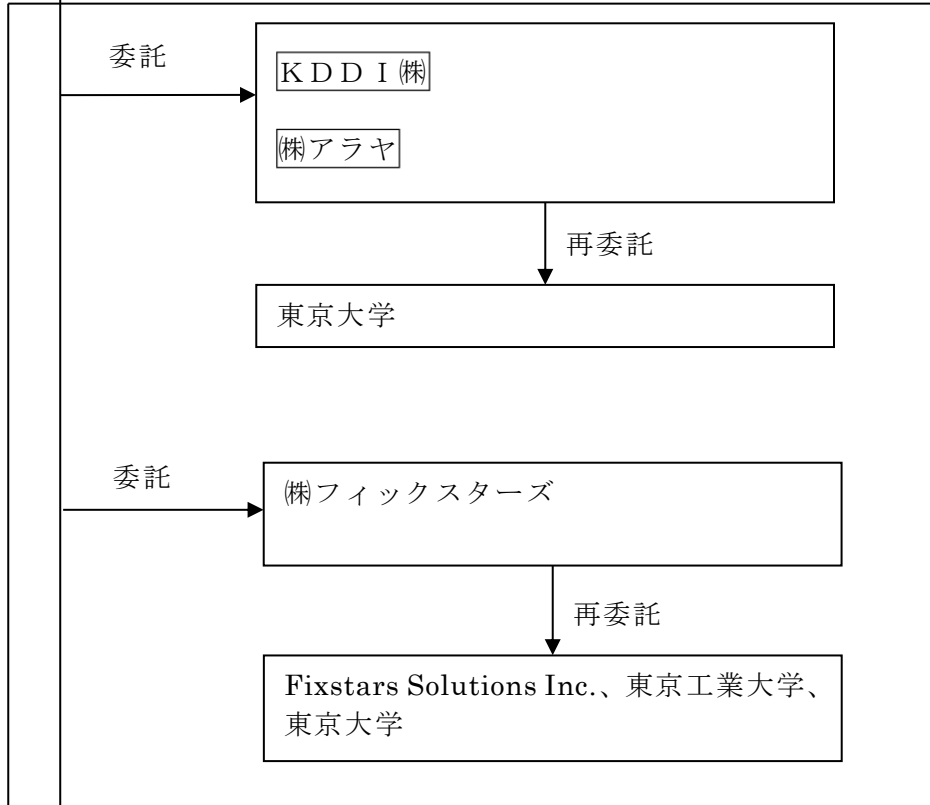 委託
ＫＤＤＩ㈱
㈱アラヤ
再委託
東京大学
委託
㈱フィックスターズ
再委託
Fixstars Solutions Inc.、東京工業大学、
東京大学